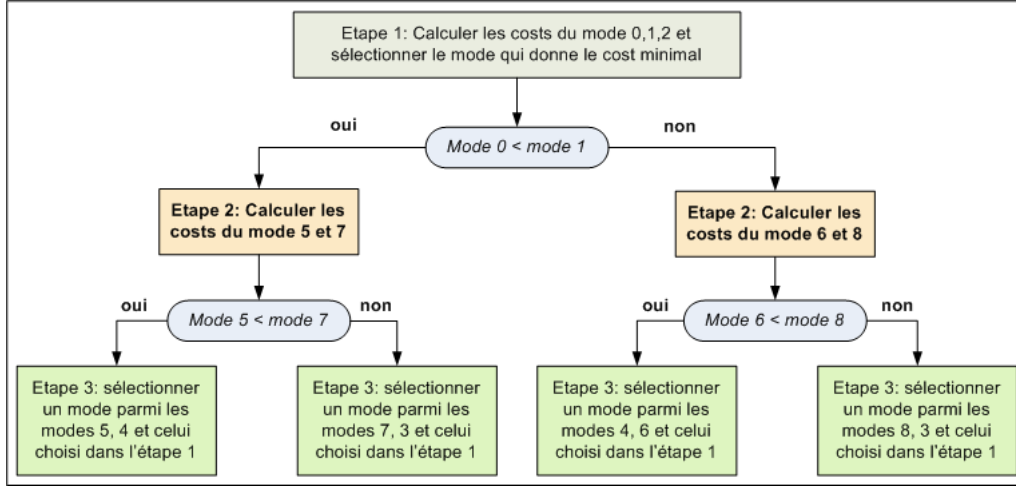 Etape 1: Calculer les costs du mode 0,1,2 et
sélectionner le mode qui donne le cost minimal
oui
non
Mode 0 < mode 1
Etape 2: Calculer les
costs du mode 5 et 7
Etape 2: Calculer les
costs du mode 6 et 8
oui
non
oui
non
Mode 5 < mode 7
Mode 6 < mode 8
Etape 3: sélectionner
un mode parmi les
modes 5, 4 et celui
choisi dans l'étape 1
Etape 3: sélectionner
un mode parmi les
modes 7, 3 et celui
choisi dans l'étape 1
Etape 3: sélectionner
un mode parmi les
modes 4, 6 et celui
choisi dans l'étape 1
Etape 3: sélectionner
un mode parmi les
modes 8, 3 et celui
choisi dans l'étape 1